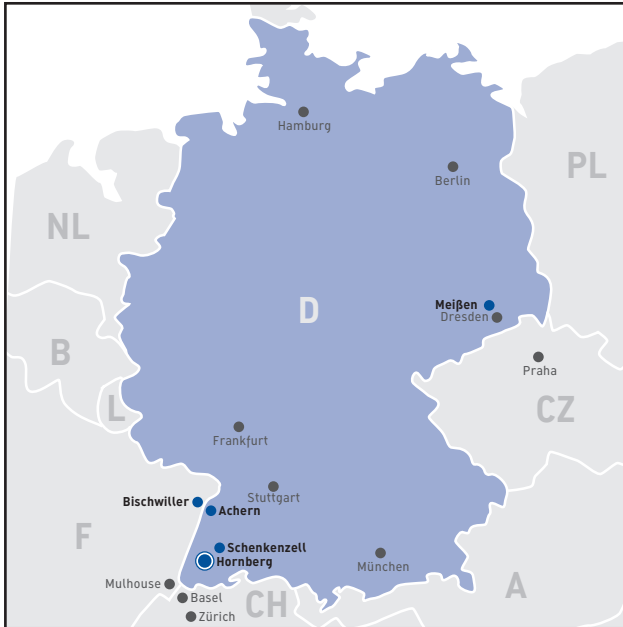 Hamburg
PL
Berlin
NL
Meißen
D
Dresden
B
Praha
L
CZ
Frankfurt
Stuttgart
Bischwiller
Achern
F
Schenkenzell
Hornberg
München
Mulhouse
A
Basel
CH
Zürich